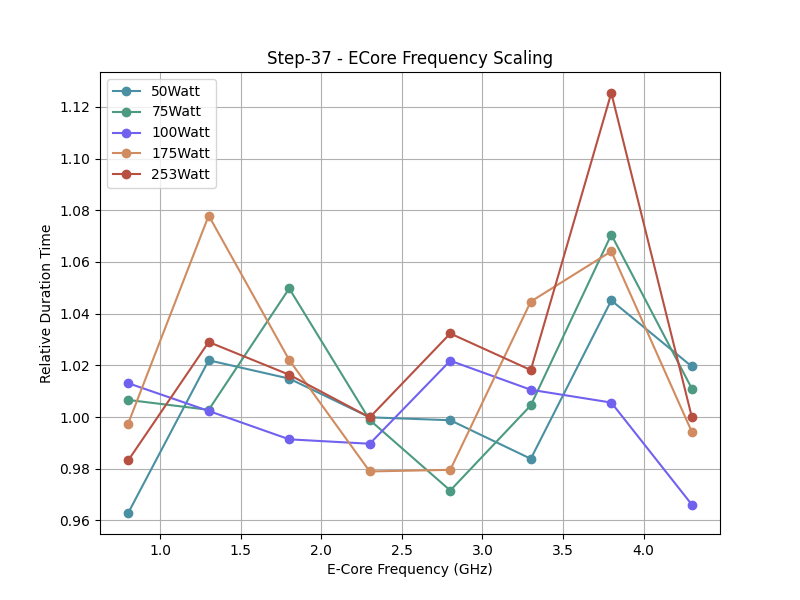 Step-37 - ECore Frequency Scaling
50Watt
75Watt
100Watt
175Watt
253Watt
Relative Duration Time
1.12
1.10
1.08
1.06
1.04
1.02
1.00
0.98
0.96
1.0 1.5 2.0 2.5 3.0 3.5 4.0
E-Core Frequency (GHz)